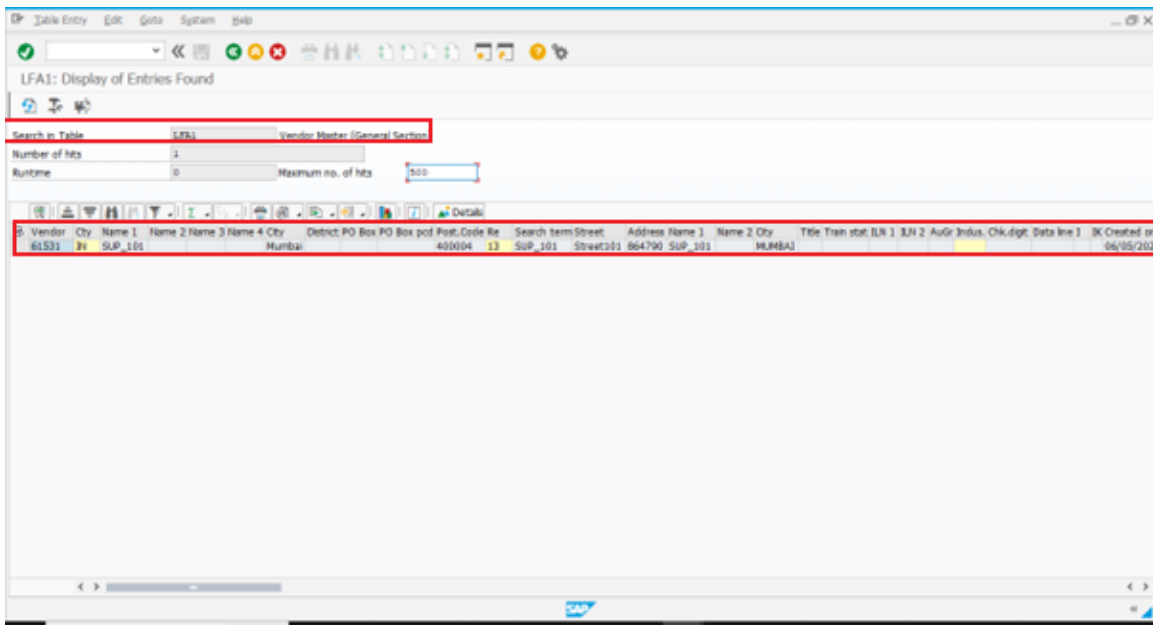 Table Entry Edit Goto System Help
LFA1: Display of Entries Found
Search in Table LFA1 Vendor Master (General Section
Number of hits 1
Runtime 0 Maximum no. of hits 500
Details
Vendor Cty Name 1 Name 2 Name 3 Name 4 City District PO Box PO Box pcd Post.Code Re Search term Street Address Name 1 Name 2 City Title Train stat ILN 1 ILN 2 AuGr Indus. Chk.digit Data line I IK Created on
61531 IN SUP_101 Mumbai 400004 13 SUP_101 Street101 864790 SUP_101 MUMBAI 06/05/202
SAP